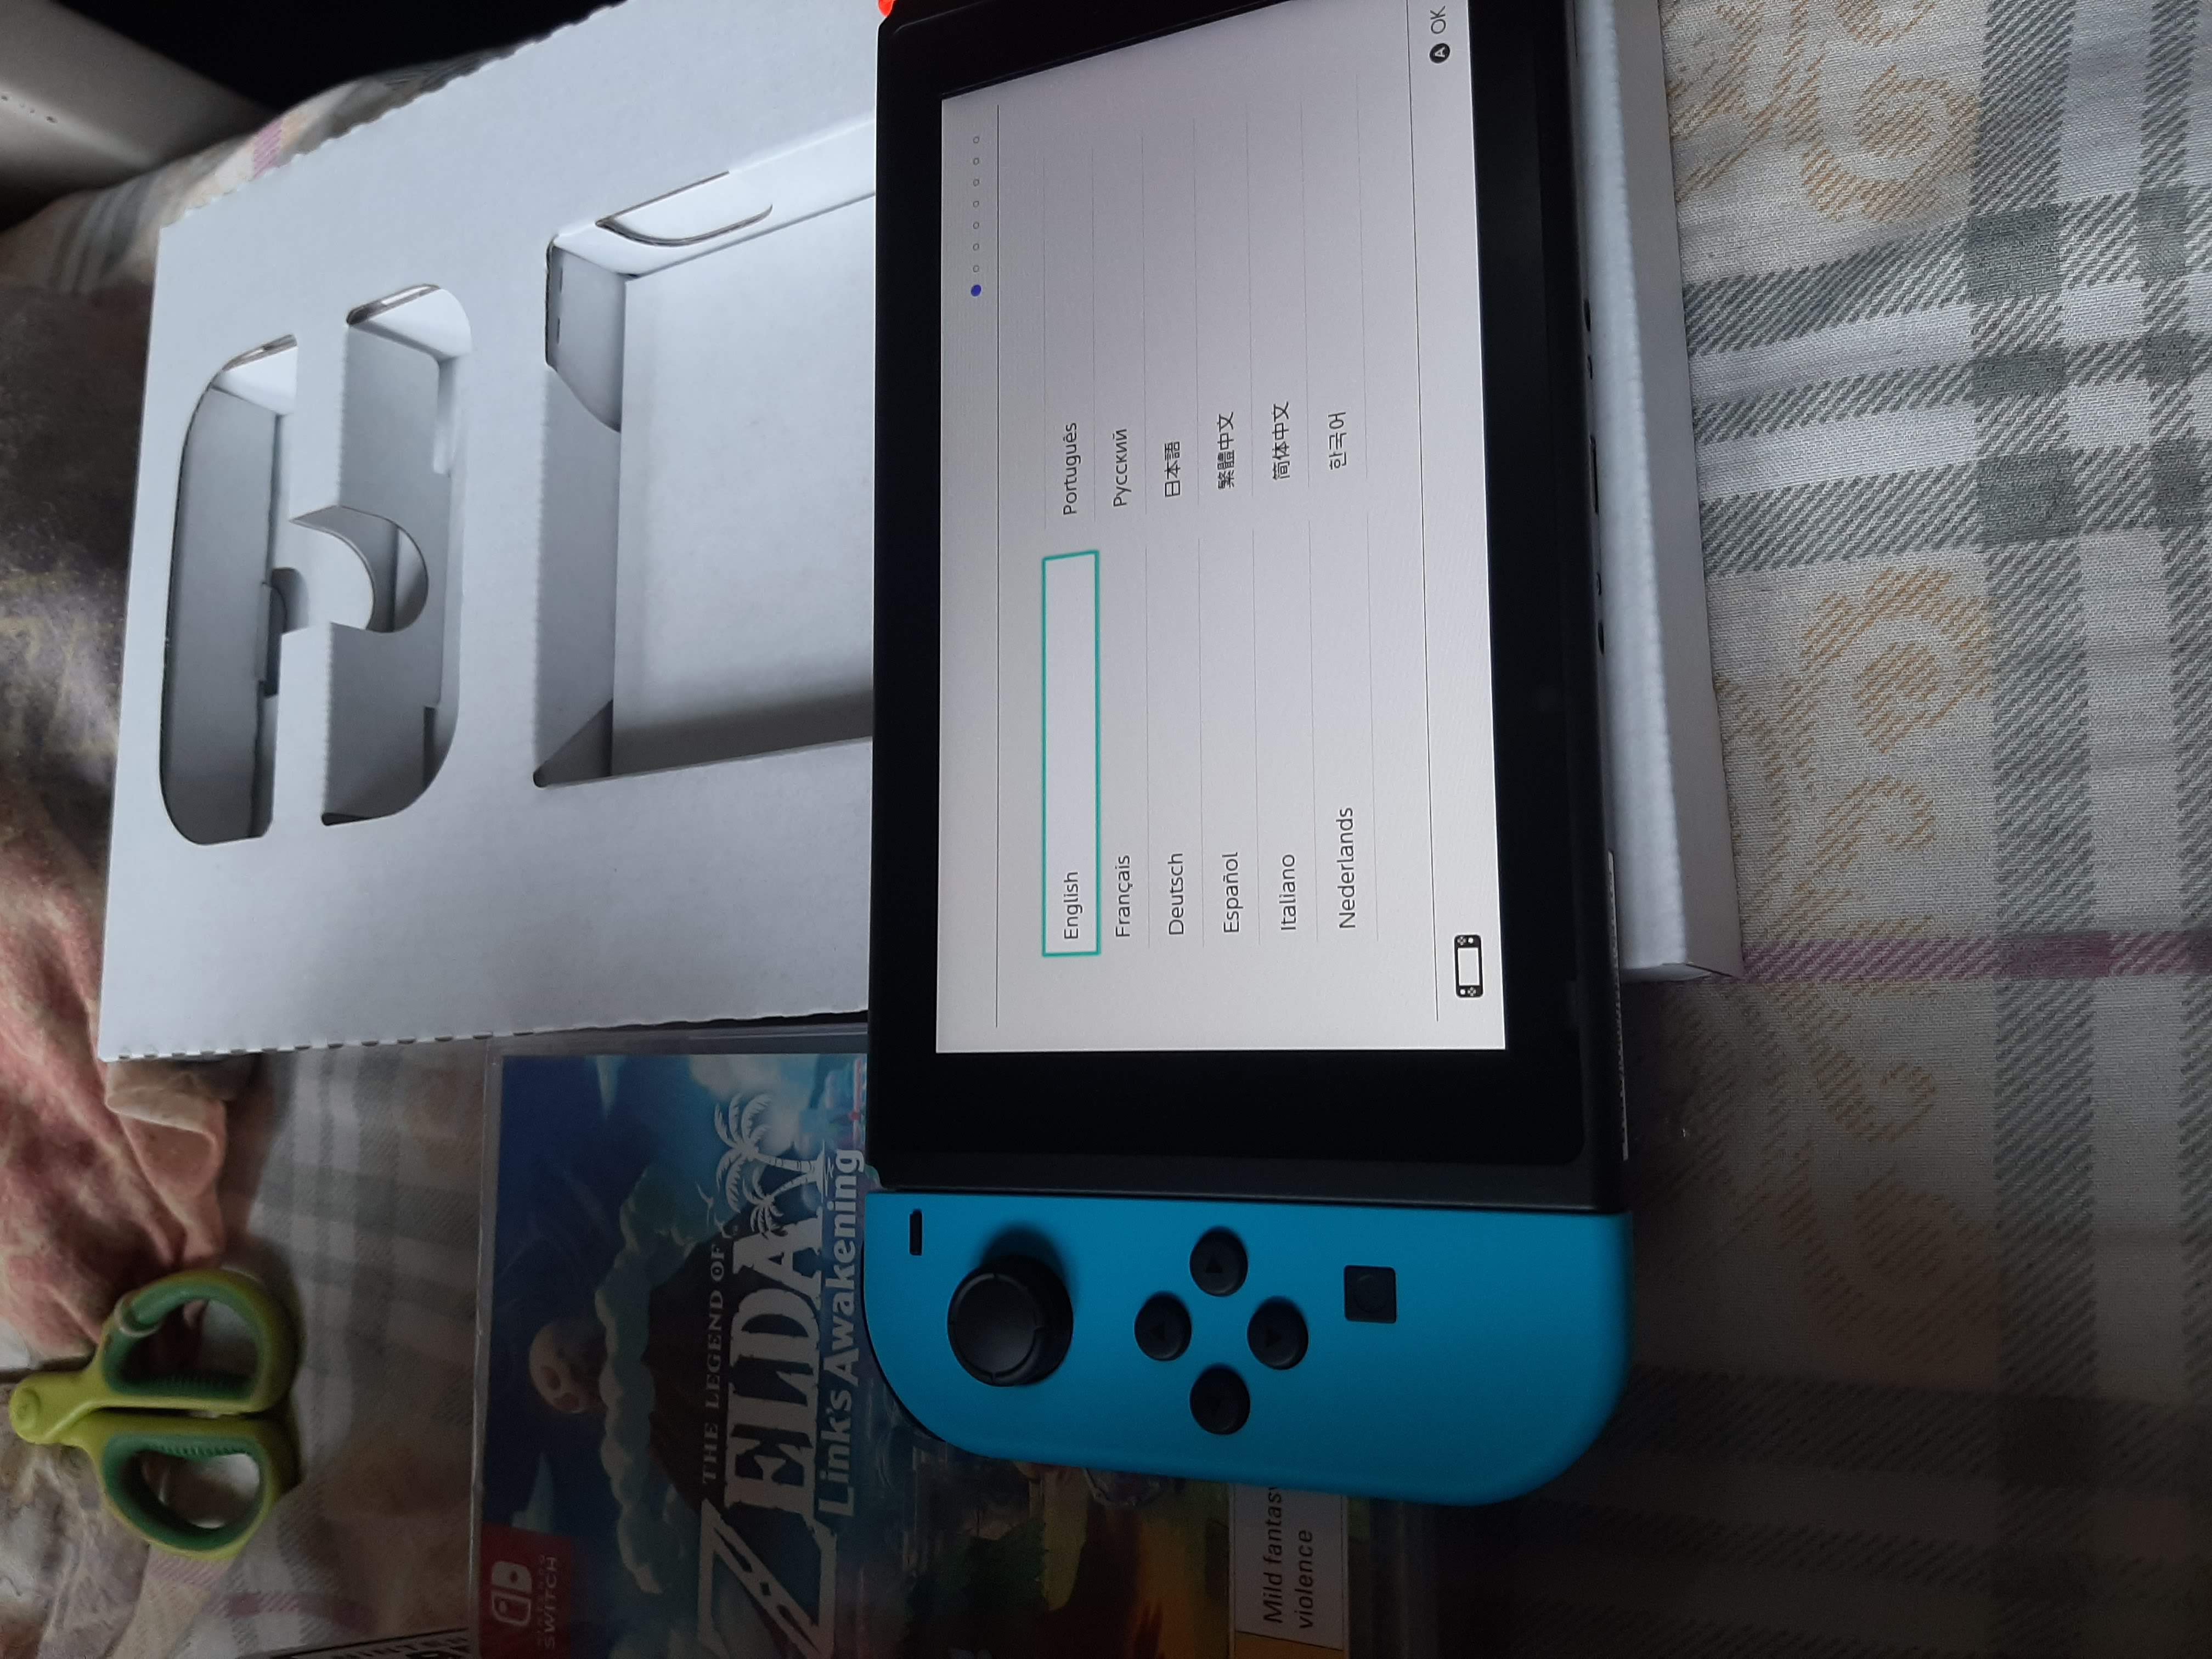 NINTENDO
SWITCH
THE LEGEND OF
ZELDA
Link's Awakening
Mild fantasy
violence
English
Français
Deutsch
Español
Italiano
Nederlands
Português
Русский
日本語
繁體中文
简体中文
한국어
A OK